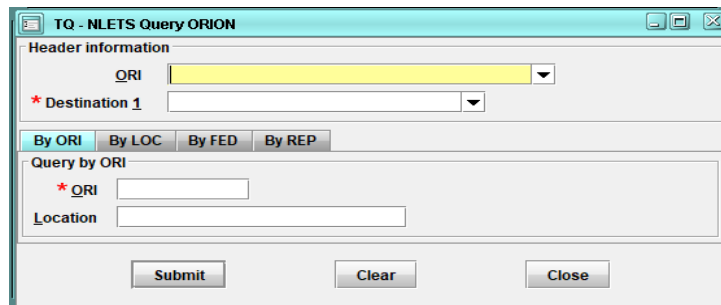 TQ - NLETS Query ORION
Header information
ORI
* Destination 1
By ORI By LOC By FED By REP
Query by ORI
* ORI
Location
Submit Clear Close